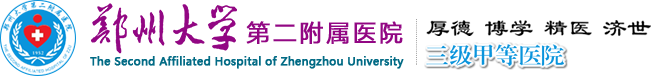 郑州大学第二附属医院
The Second Affiliated Hospital of Zhengzhou University
厚德 博学 精医 济世
三级甲等医院
1952